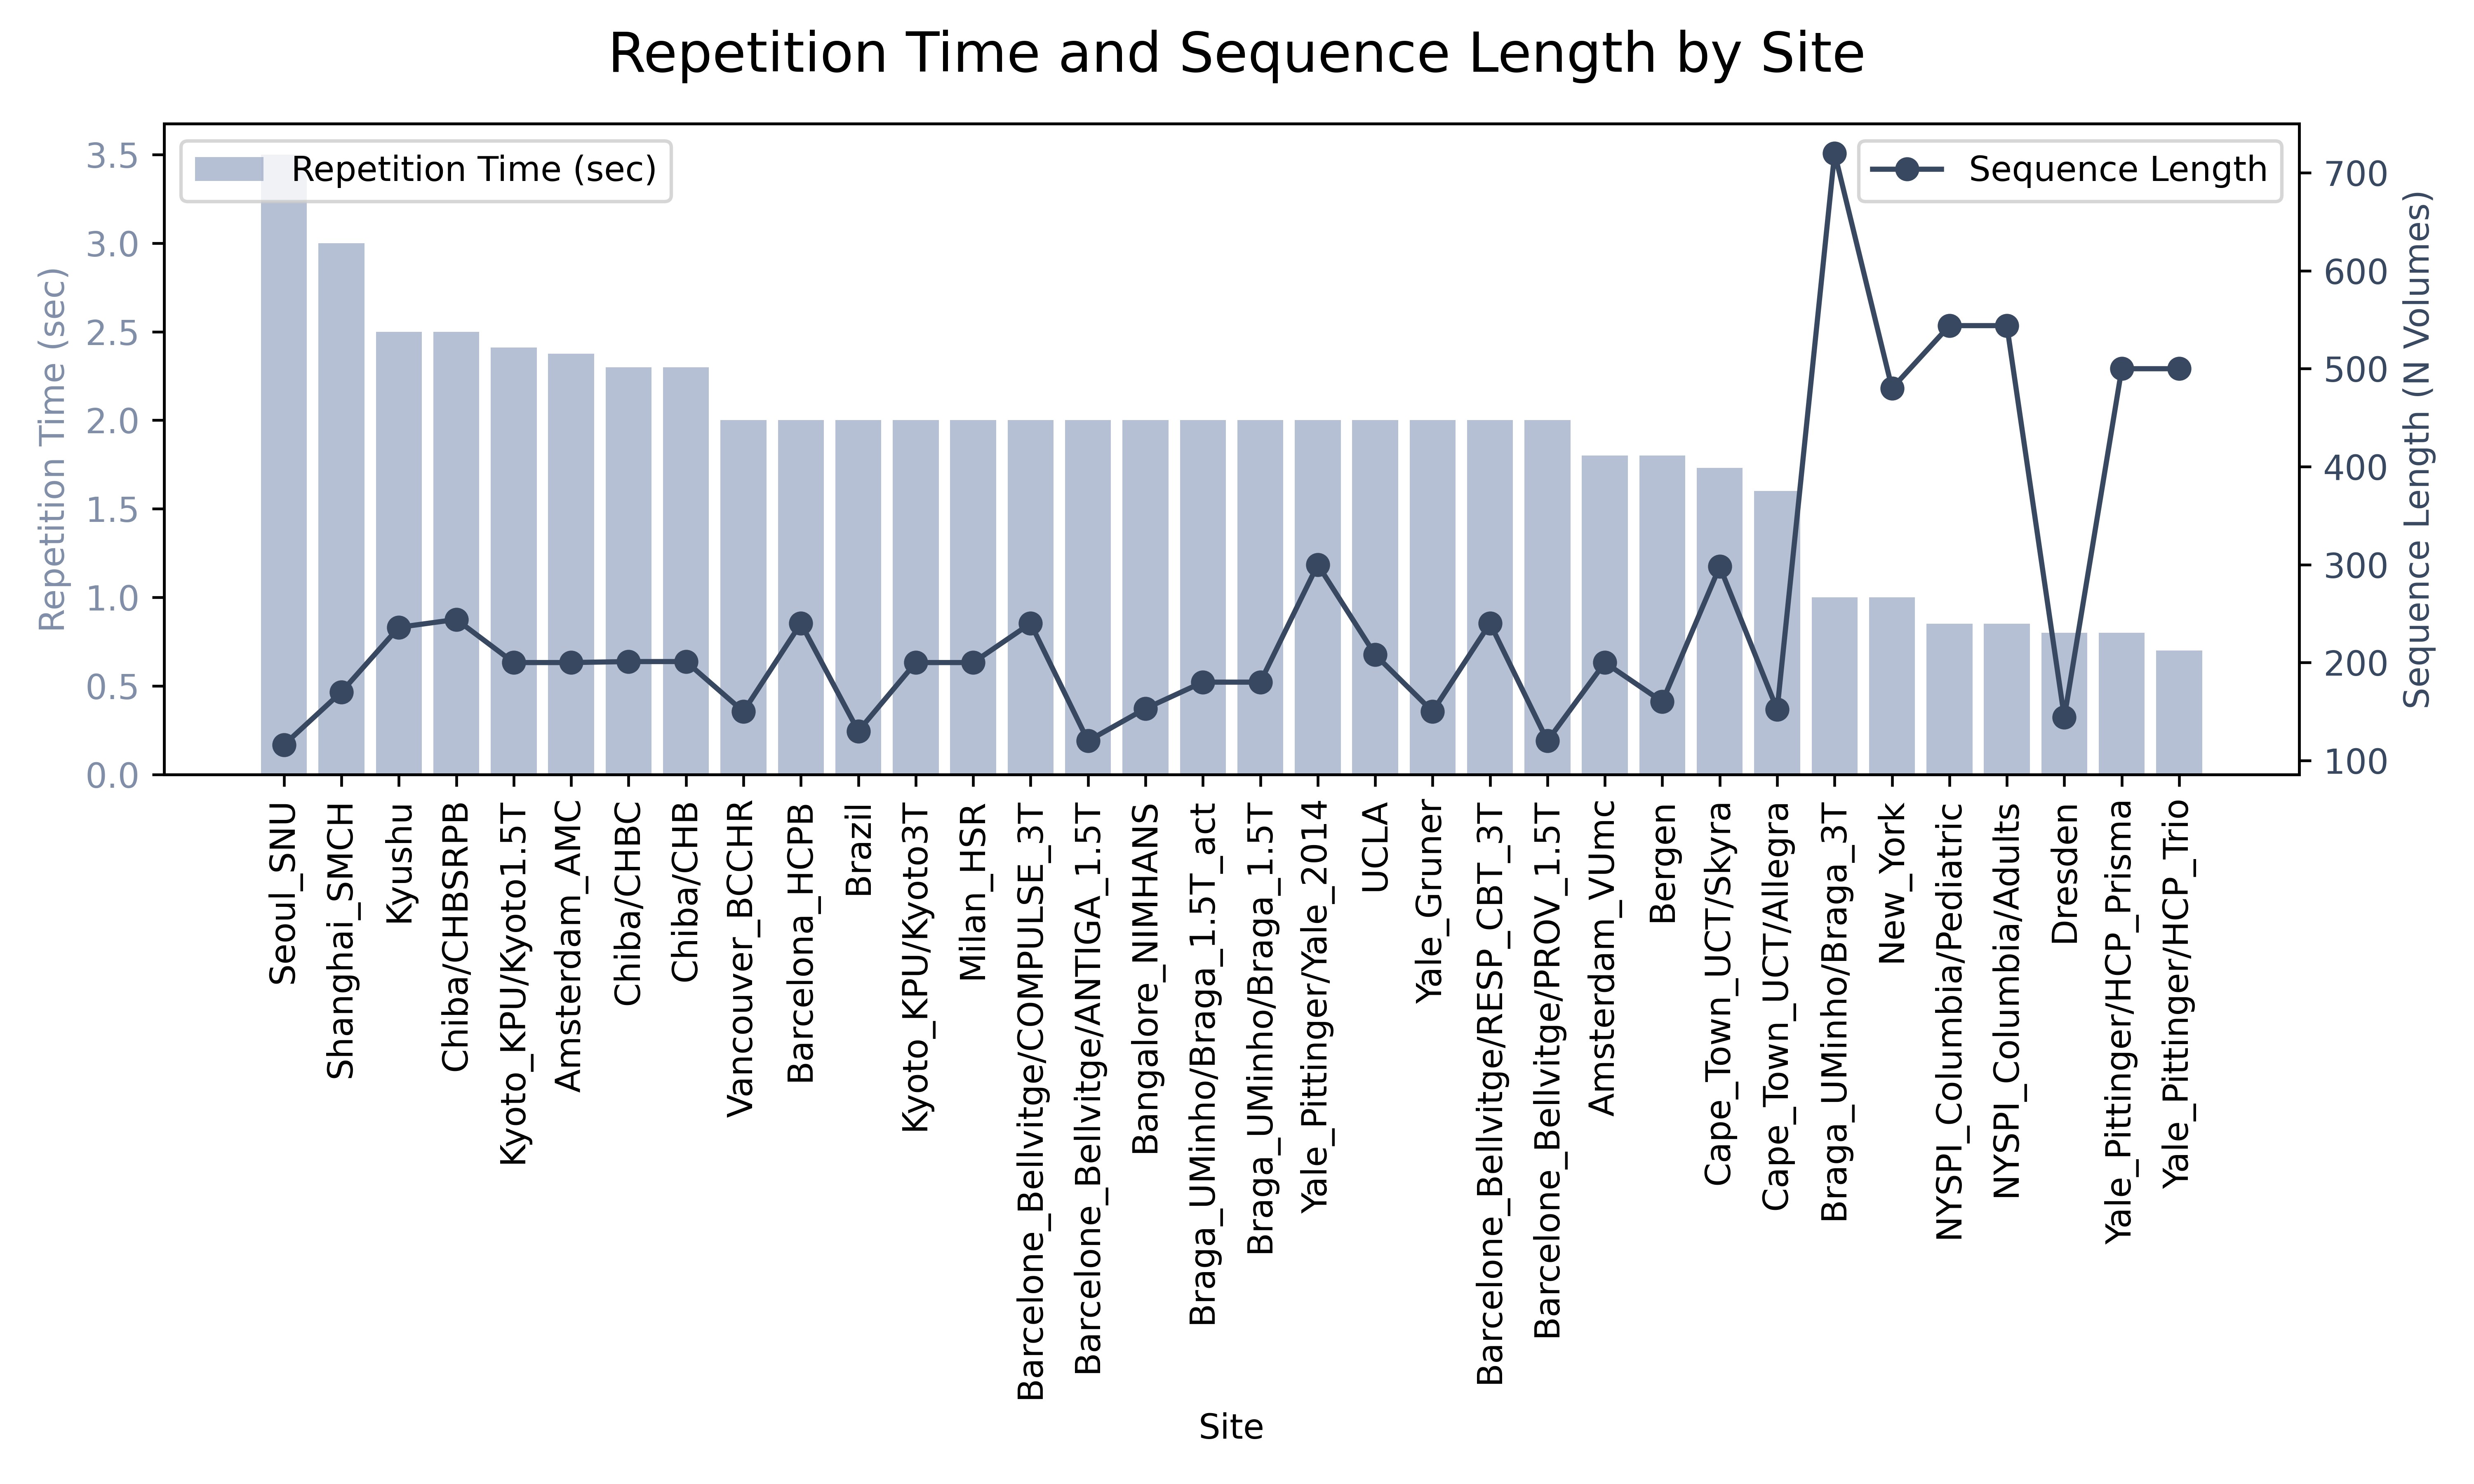 Repetition Time and Sequence Length by Site
Repetition Time (sec)
Sequence Length
3.5
3.0
2.5
2.0
1.5
1.0
0.5
0.0
Repetition Time (sec)
700
600
500
400
300
200
100
Sequence Length (N Volumes)
Seoul_SNU
Shanghai_SMCH
Kyushu
Chiba/CHBSRPB
Kyoto_KPU/Kyoto1.5T
Amsterdam_AMC
Chiba/CHBC
Chiba/CHB
Vancouver_BCCHR
Barcelona_HCPB
Brazil
Kyoto_KPU/Kyoto3T
Milan_HSR
Barcelone_Bellvitge/COMPULSE_3T
Barcelone_Bellvitge/ANTIGA_1.5T
Bangalore_NIMHANS
Braga_UMinho/Braga_1.5T_act
Braga_UMinho/Braga_1.5T
Yale_Pittinger/Yale_2014
UCLA
Yale_Gruner
Barcelone_Bellvitge/RESP_CBT_3T
Barcelone_Bellvitge/PROV_1.5T
Amsterdam_VUmc
Bergen
Cape_Town_UCT/Skyra
Cape_Town_UCT/Allegra
Braga_UMinho/Braga_3T
New_York
NYSPI_Columbia/Pediatric
NYSPI_Columbia/Adults
Dresden
Yale_Pittinger/HCP_Prisma
Yale_Pittinger/HCP_Trio
Site